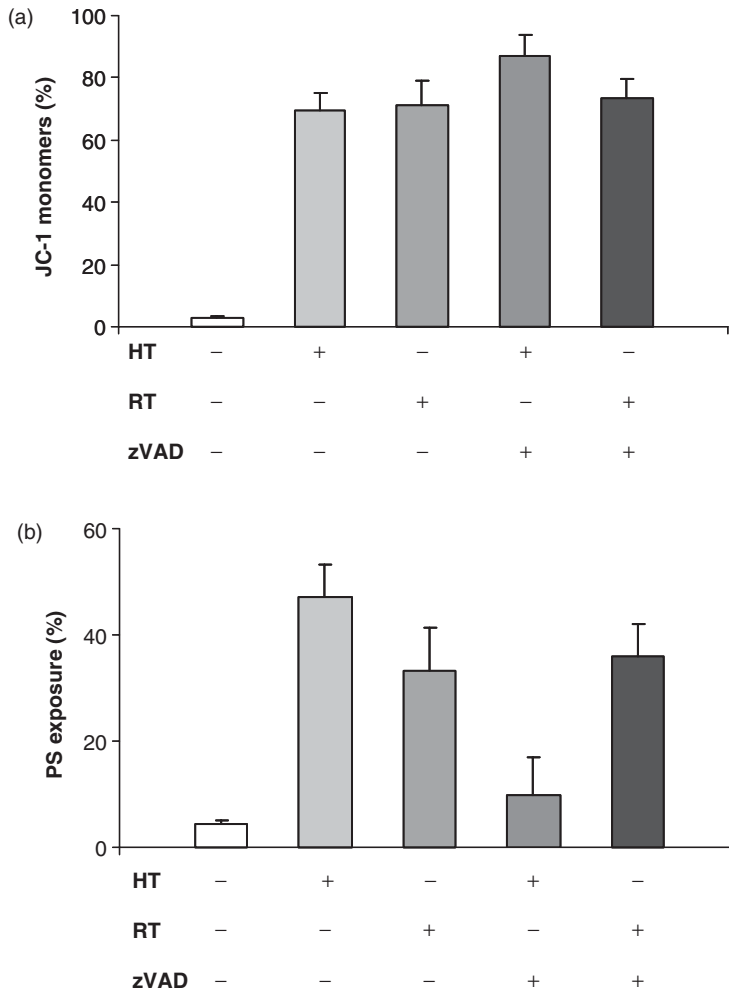 (a)
JC-1 monomers (%)
100
80
60
40
20
0
HT – + – + –
RT – – + – +
zVAD – – – + +
(b)
PS exposure (%)
60
40
20
0
HT – + – + –
RT – – + – +
zVAD – – – + +